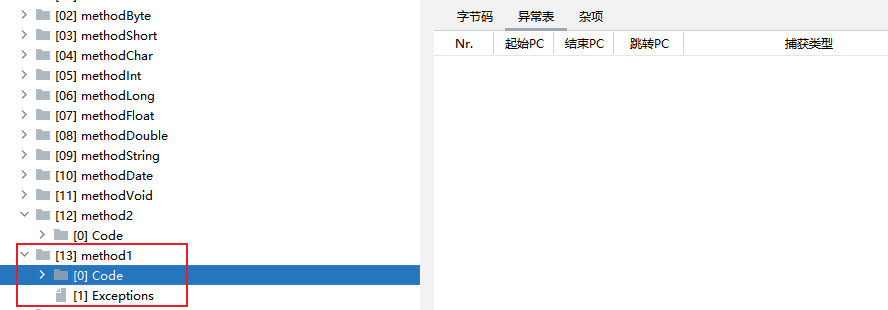 [02] methodByte
[03] methodShort
[04] methodChar
[05] methodInt
[06] methodLong
[07] methodFloat
[08] methodDouble
[09] methodString
[10] methodDate
[11] methodVoid
[12] method2
[0] Code
[13] method1
[0] Code
[1] Exceptions
字节码 异常表 杂项
Nr. 起始PC 结束PC 跳转PC 捕获类型